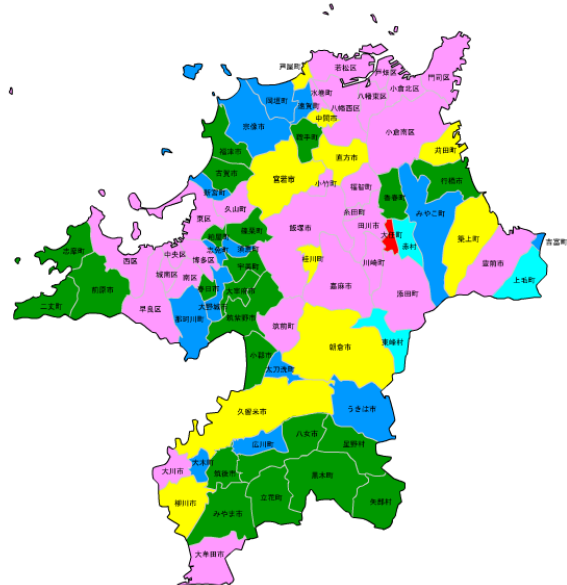 芦屋町
若松区
戸畑区
門司区
水巻町
小倉北区
八幡東区
岡垣町
遠賀町
八幡西区
中間市
宗像市
小倉南区
鞍手町
苅田町
福津市
直方市
古賀市
宮若市
行橋市
小竹町
福智町
香春町
新宮町
みやこ町
久山町
糸田町
東区
篠栗町
飯塚市
田川市
大任町
築上町
吉富町
志摩町
中央区
粕屋町
志免町
須恵町
赤村
西区
博多区
川崎町
豊前市
城南区
南区
宇美町
桂川町
上毛町
前原市
春日市
太宰府市
嘉麻市
添田町
二丈町
早良区
大野城市
那珂川町
筑紫野市
筑前町
東峰村
朝倉市
小郡市
大刀洗町
久留米市
うきは市
八女市
広川町
星野村
大川市
大木町
筑後市
黒木町
柳川市
立花町
矢部村
みやま市
大牟田市